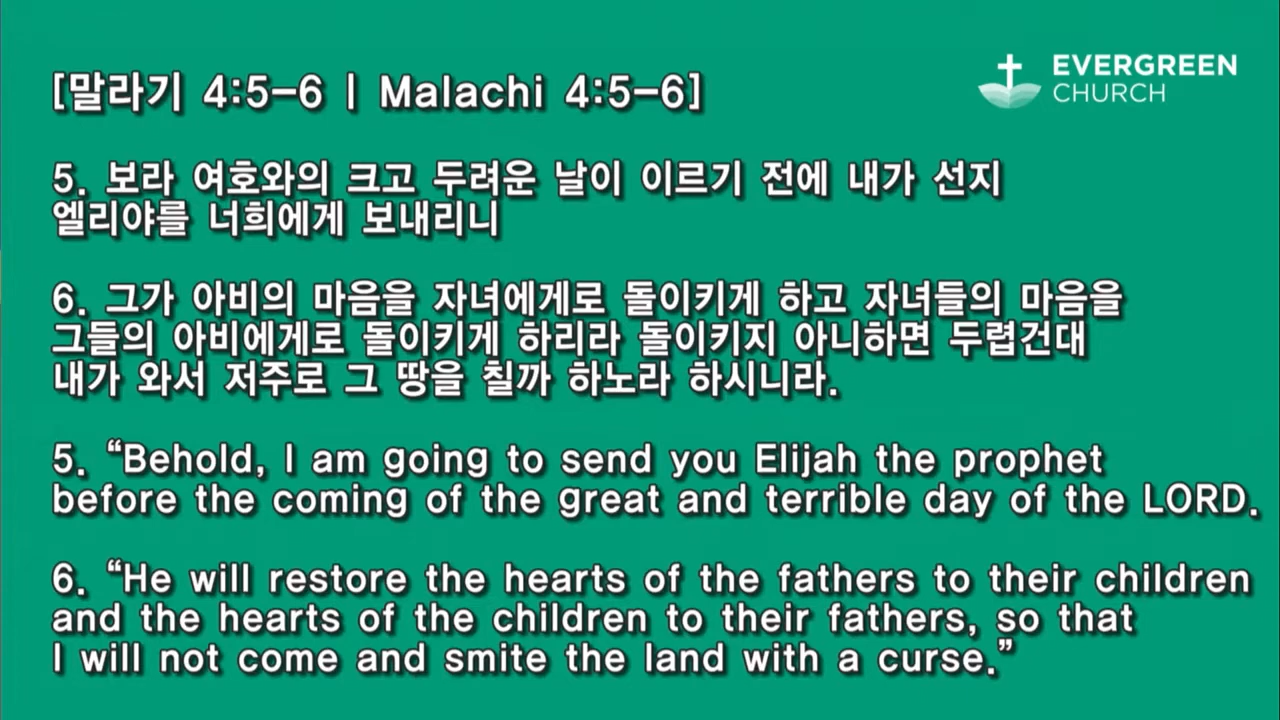 EVERGREEN
CHURCH
[말라기 4:5-6 | Malachi 4:5-6]
5. 보라 여호와의 크고 두려운 날이 이르기 전에 내가 선지
엘리야를 너희에게 보내리니
6. 그가 아비의 마음을 자녀에게로 돌이키게 하고 자녀들의 마음을
그들의 아비에게로 돌이키게 하리라 돌이키지 아니하면 두렵건대
내가 와서 저주로 그 땅을 칠까 하노라 하시니라.
5. “Behold, I am going to send you Elijah the prophet
before the coming of the great and terrible day of the LORD.
6. “He will restore the hearts of the fathers to their children
and the hearts of the children to their fathers, so that
I will not come and smite the land with a curse.”